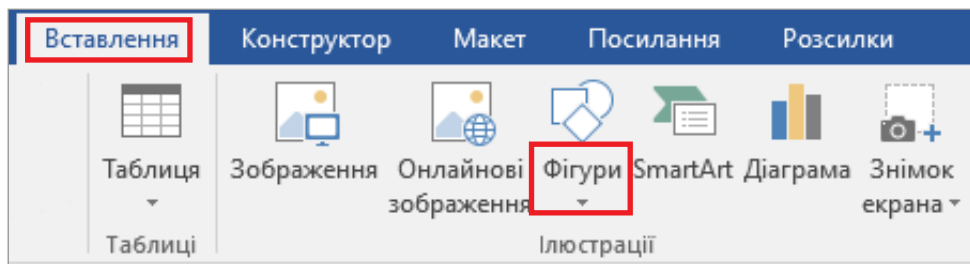 Вставлення Конструктор Макет Посилання Розсилки
Таблиця Зображення Онлайнові Фігури SmartArt Діаграма Знімок
зображення екрана
Таблиці Ілюстрації